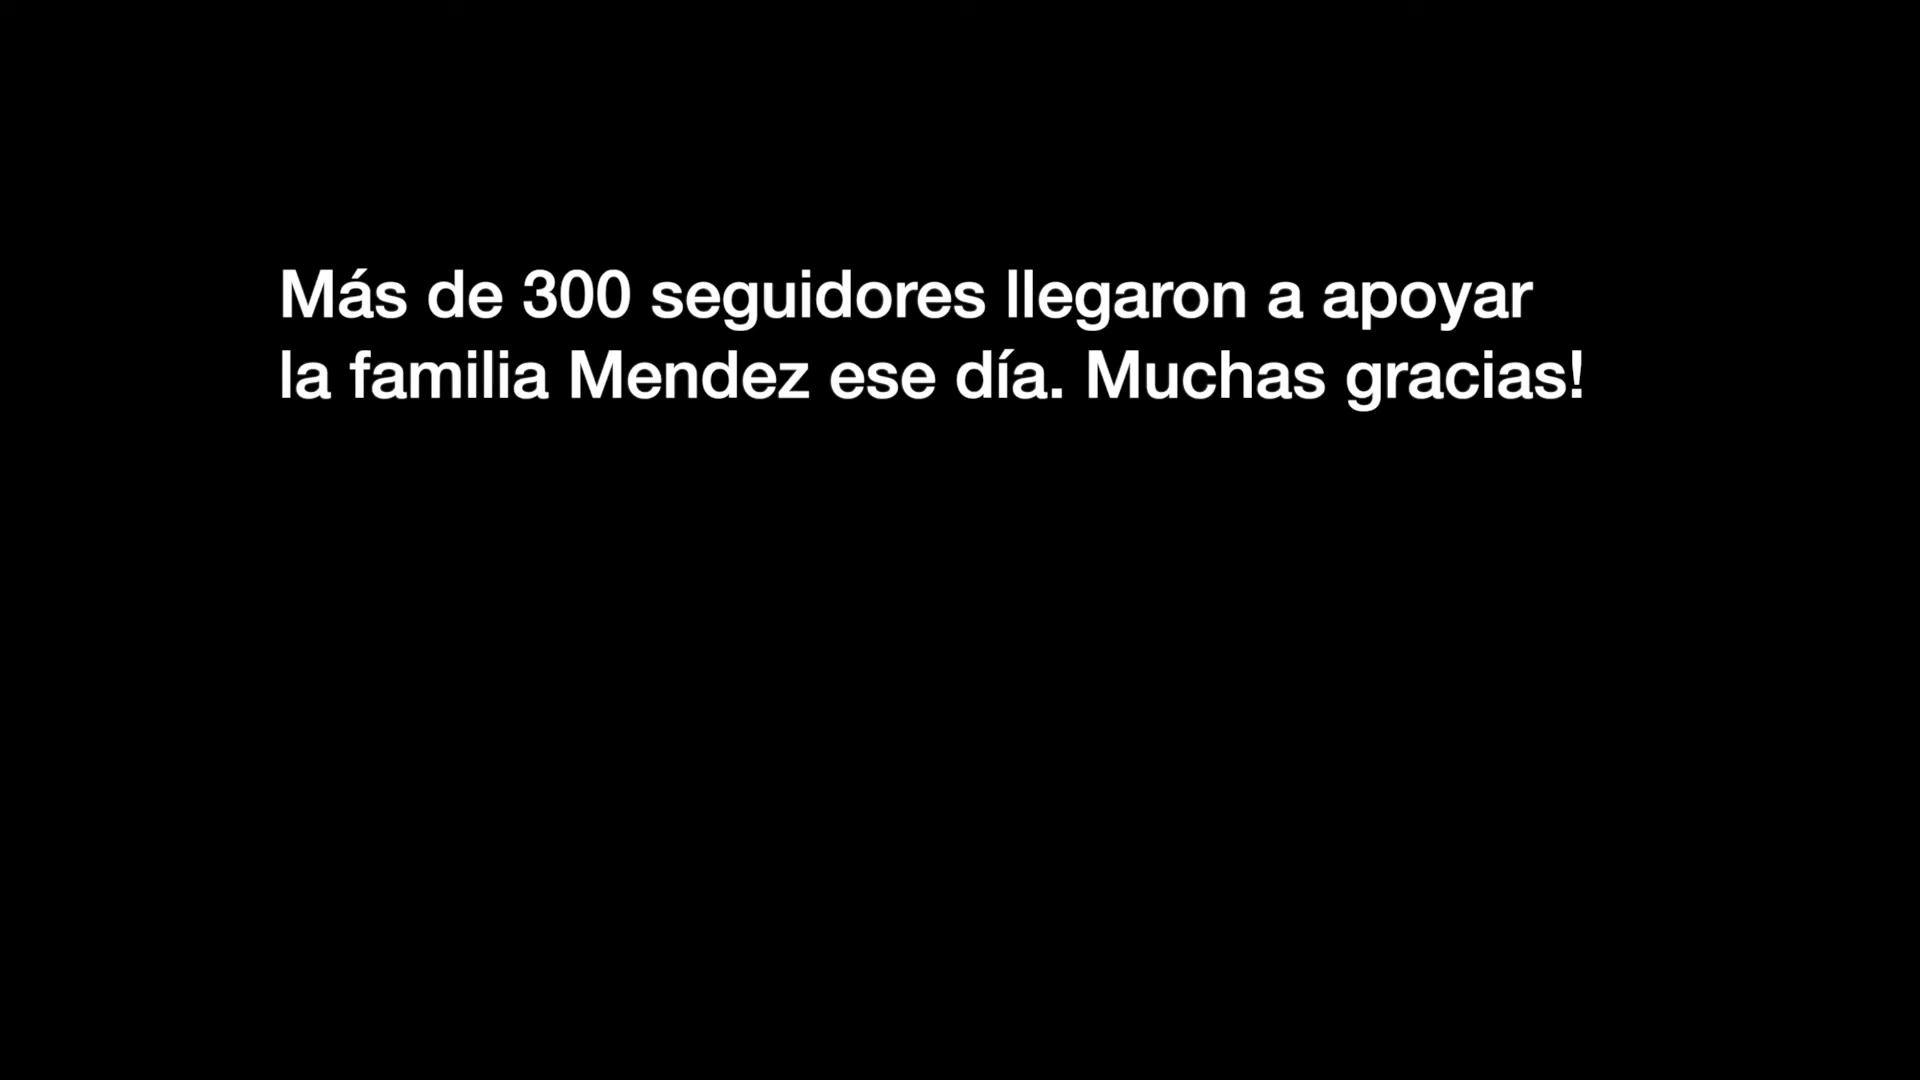 Más de 300 seguidores llegaron a apoyar
la familia Mendez ese día. Muchas gracias!